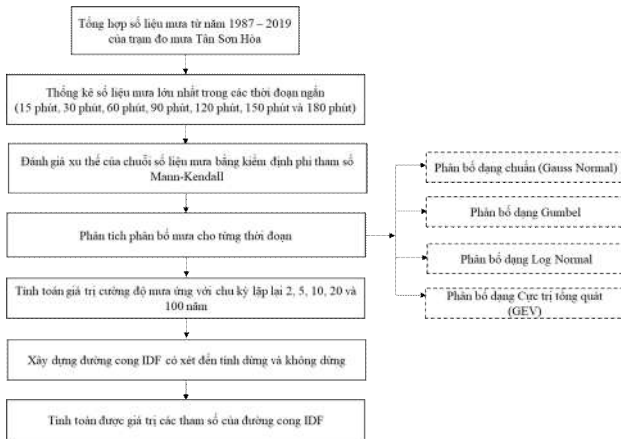 Tổng hợp số liệu mưa từ năm 1987 – 2019
của trạm đo mưa Tân Sơn Hòa
Thống kê số liệu mưa lớn nhất trong các thời đoạn ngắn
(15 phút, 30 phút, 60 phút, 90 phút, 120 phút, 150 phút và 180 phút)
Đánh giá xu thế của chuỗi số liệu mưa bằng kiểm định phi tham số
Mann-Kendall
Phân tích phân bố mưa cho từng thời đoạn
Tính toán giá trị cường độ mưa ứng với chu kỳ lặp lại 2, 5, 10, 20 và
100 năm
Xây dựng đường cong IDF có xét đến tính dừng và không dừng
Tính toán được giá trị các tham số của đường cong IDF
Phân bố dạng chuẩn (Gauss Normal)
Phân bố dạng Gumbel
Phân bố dạng Log Normal
Phân bố dạng Cực trị tổng quát
(GEV)